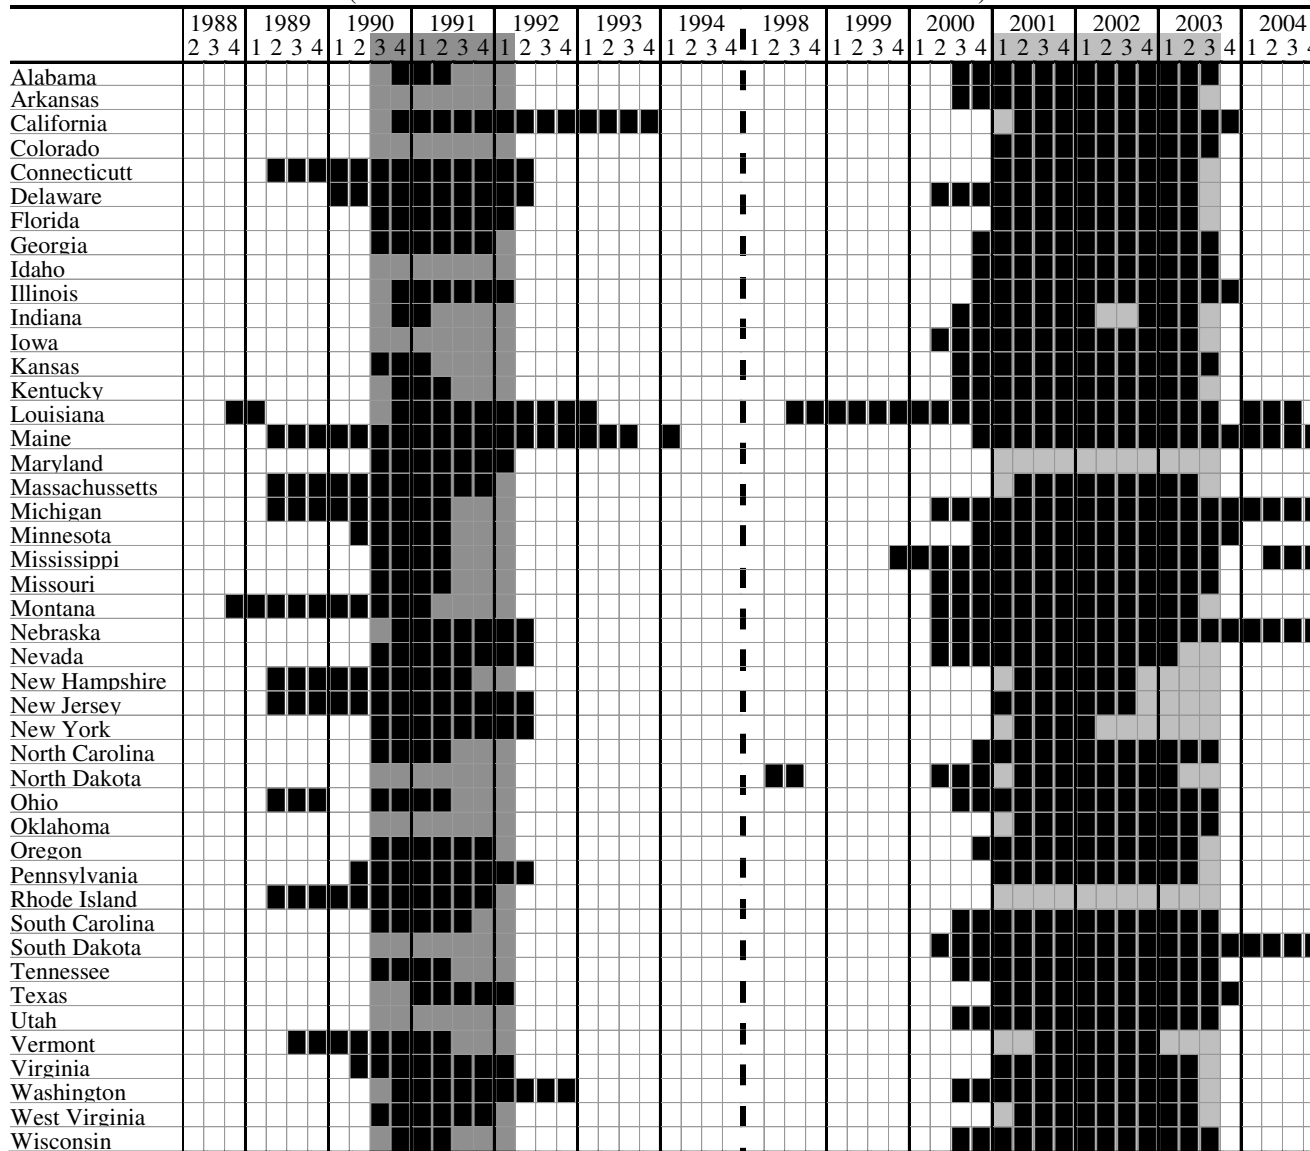 1988 1989 1990 1991 1992 1993 1994 1998 1999 2000 2001 2002 2003 2004
2 3 4 1 2 3 4 1 2 3 4 1 2 3 4 1 2 3 4 1 2 3 4 1 2 3 4 1 2 3 4 1 2 3 4 1 2 3 4 1 2 3 4 1 2 3 4 1 2 3 4 1 2 3 4
Alabama
Arkansas
California
Colorado
Connecticutt
Delaware
Florida
Georgia
Idaho
Illinois
Indiana
Iowa
Kansas
Kentucky
Louisiana
Maine
Maryland
Massachussetts
Michigan
Minnesota
Mississippi
Missouri
Montana
Nebraska
Nevada
New Hampshire
New Jersey
New York
North Carolina
North Dakota
Ohio
Oklahoma
Oregon
Pennsylvania
Rhode Island
South Carolina
South Dakota
Tennessee
Texas
Utah
Vermont
Virginia
Washington
West Virginia
Wisconsin